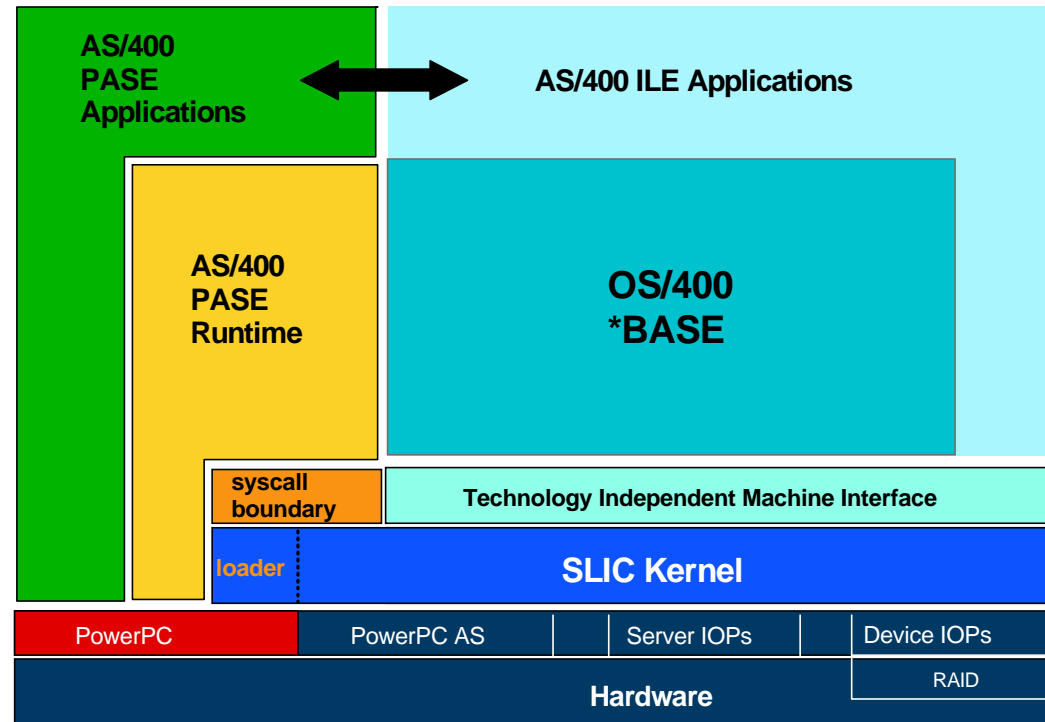 AS/400
PASE
Applications
AS/400 ILE Applications
AS/400
PASE
Runtime
OS/400
*BASE
syscall
boundary
Technology Independent Machine Interface
loader
SLIC Kernel
PowerPC
PowerPC AS
Server IOPs
Device IOPs
RAID
Hardware